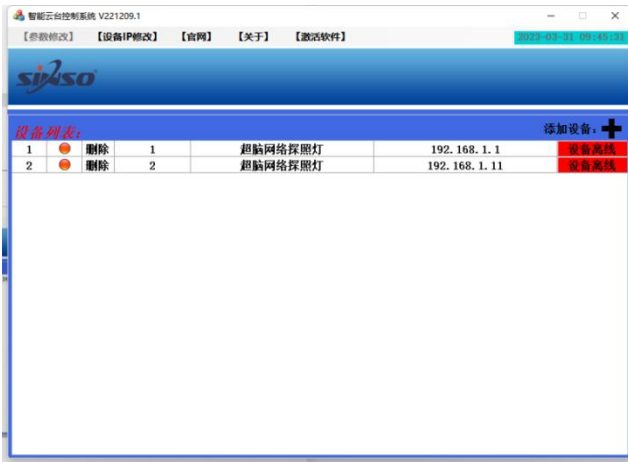 智能云台控制系统 V221209.1
【参数修改】 【设备IP修改】 【官网】 【关于】 【激活软件】 2023-03-31 09:45:31
sinso
设备列表: 添加设备:
1 删除 1 超脑网络探照灯 192.168.1.1 设备离线
2 删除 2 超脑网络探照灯 192.168.1.11 设备离线